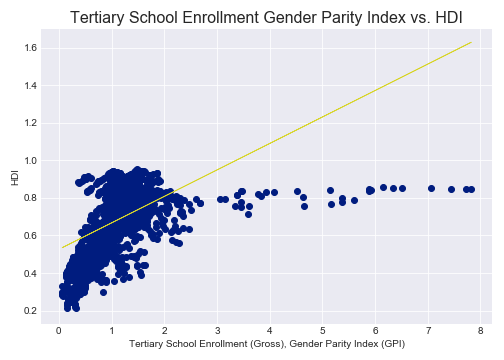 Tertiary School Enrollment Gender Parity Index vs. HDI
1.6
1.4
1.2
1.0
0.8
0.6
0.4
0.2
HDI
0 1 2 3 4 5 6 7 8
Tertiary School Enrollment (Gross), Gender Parity Index (GPI)